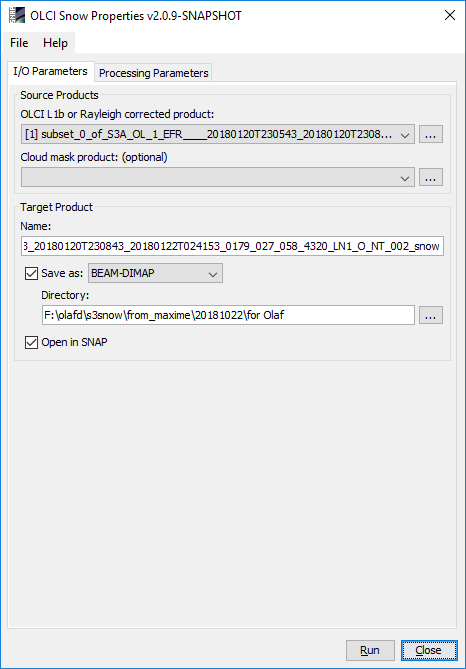 OLCI Snow Properties v2.0.9-SNAPSHOT
File Help
I/O Parameters Processing Parameters
Source Products
OLCI L1b or Rayleigh corrected product:
[1] subset_0_of_S3A_OL_1_EFR____20180120T230543_20180120T2308... ...
Cloud mask product: (optional)
...
Target Product
Name:
3_20180120T230843_20180122T024153_0179_027_058_4320_LN1_O_NT_002_snow
Save as: BEAM-DIMAP
Directory:
F:\olafd\s3snow\from_maxime\20181022\for Olaf ...
Open in SNAP
Run Close